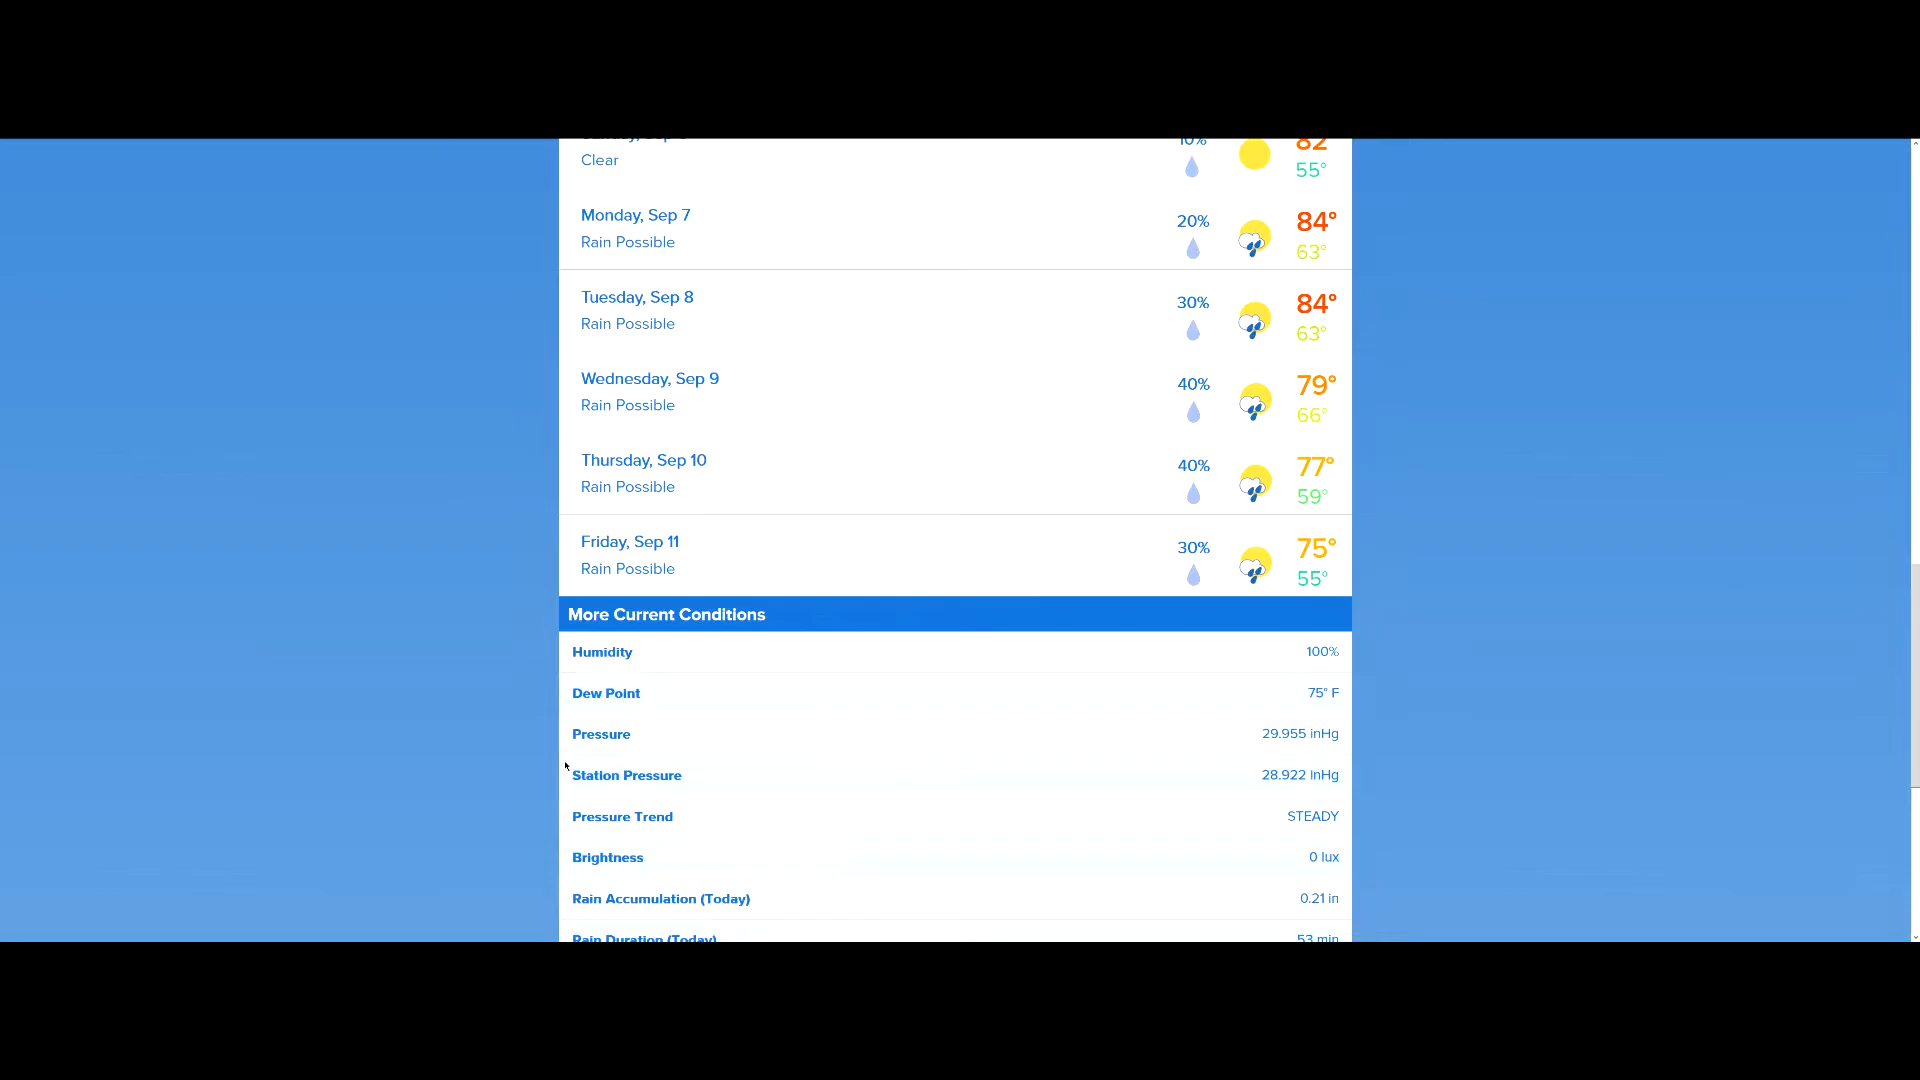 10%
82
Clear
55°
Monday, Sep 7
20%
84°
Rain Possible
63°
Tuesday, Sep 8
30%
84°
Rain Possible
63°
Wednesday, Sep 9
40%
79°
Rain Possible
66°
Thursday, Sep 10
40%
77°
Rain Possible
59°
Friday, Sep 11
30%
75°
Rain Possible
55°
More Current Conditions
Humidity 100%
Dew Point 75° F
Pressure 29.955 inHg
Station Pressure 28.922 inHg
Pressure Trend STEADY
Brightness 0 lux
Rain Accumulation (Today) 0.21 in
Rain Duration (Today) 53 min